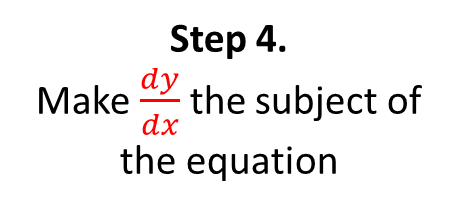 Step 4.
Make dy/dx the subject of
the equation